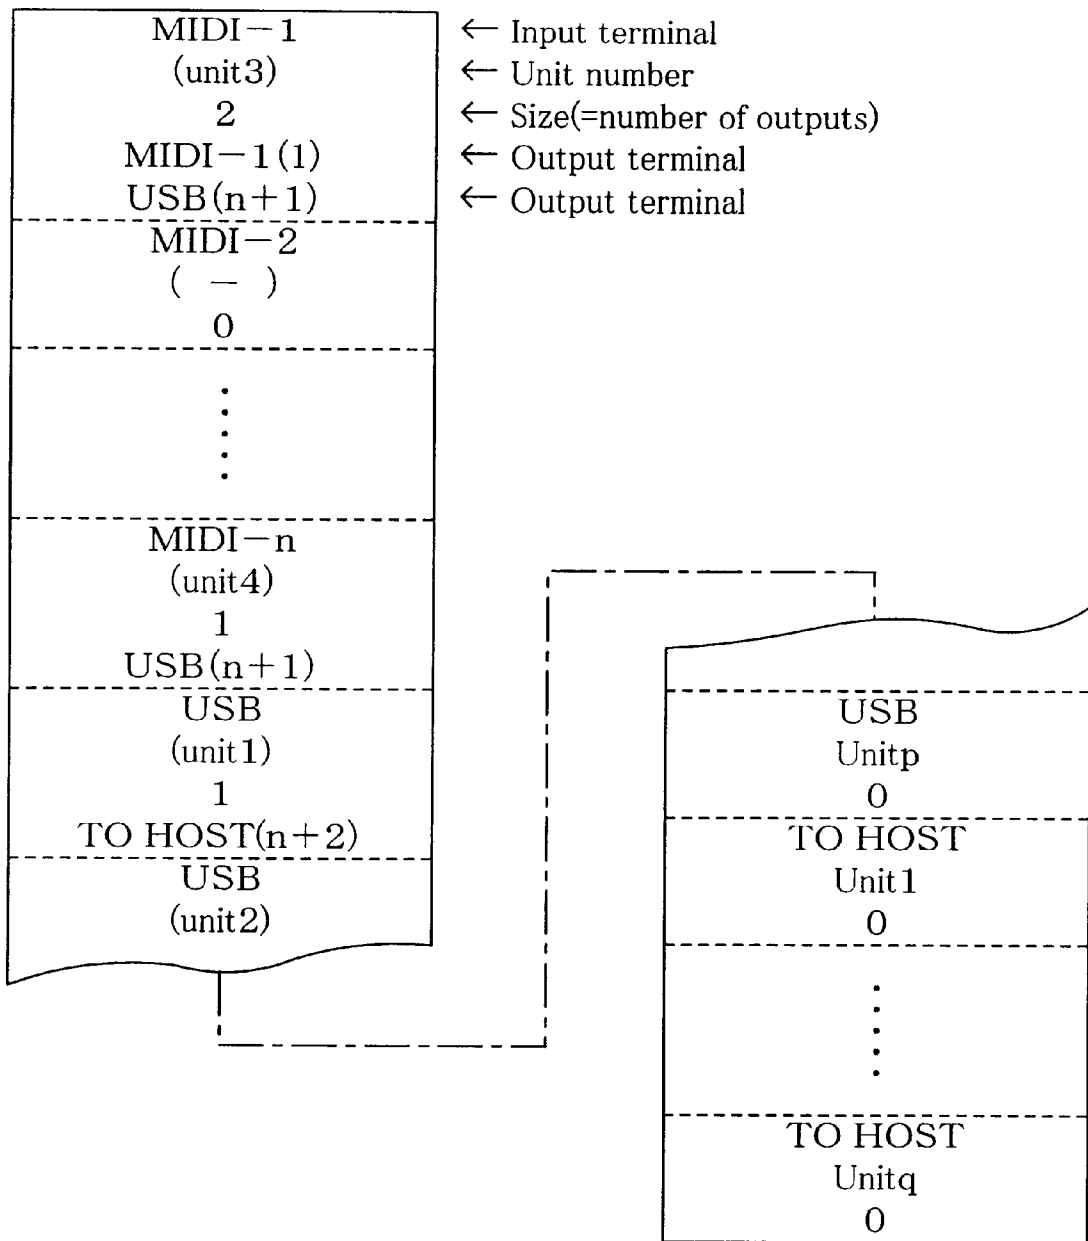 MIDI-1 ← Input terminal
(unit3) ← Unit number
2 ← Size(=number of outputs)
MIDI-1(1) ← Output terminal
USB(n+1) ← Output terminal
MIDI-2
( - )
0
MIDI-n
(unit4)
1
USB(n+1)
USB
(unit1)
1
TO HOST(n+2)
USB
(unit2)
USB
Unitp
0
TO HOST
Unit1
0
TO HOST
Unitq
0